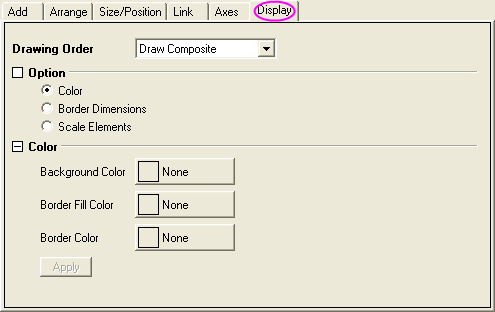 Add Arrange Size/Position Link Axes Display
Drawing Order Draw Composite
Option
Color
Border Dimensions
Scale Elements
Color
Background Color None
Border Fill Color None
Border Color None
Apply